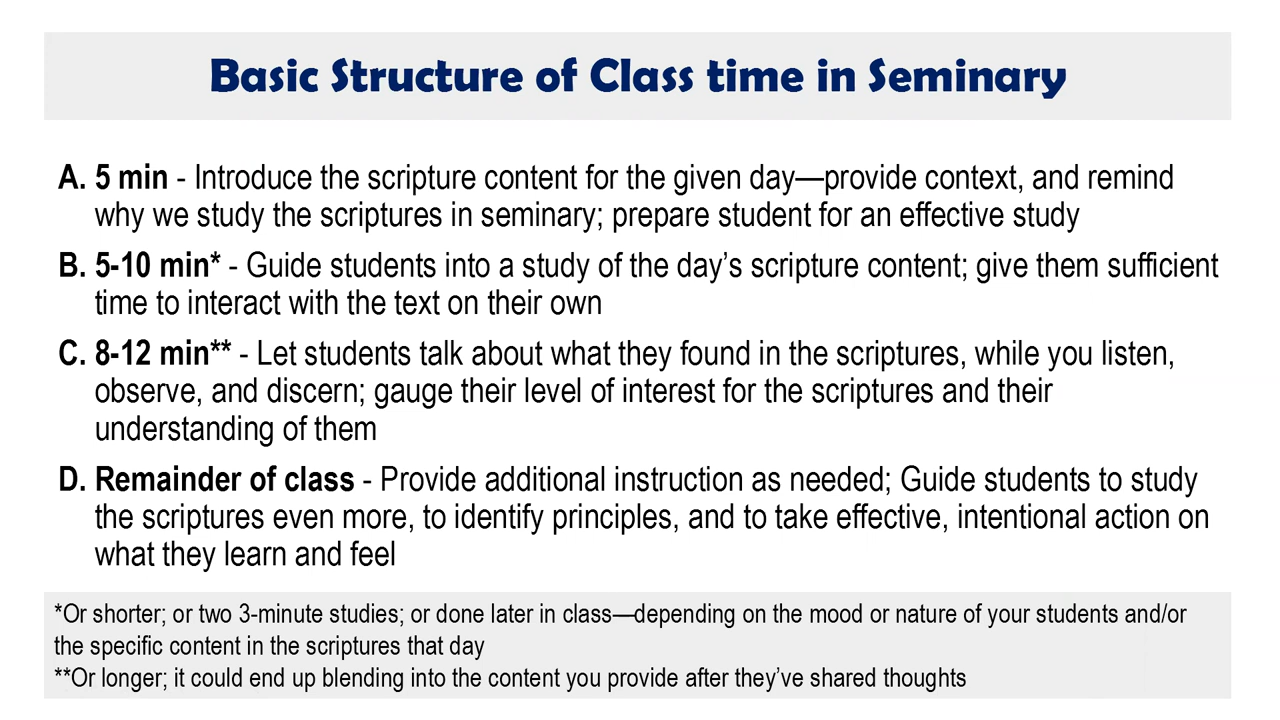 Basic Structure of Class time in Seminary
A. 5 min - Introduce the scripture content for the given day—provide context, and remind
why we study the scriptures in seminary; prepare student for an effective study
B. 5-10 min* - Guide students into a study of the day’s scripture content; give them sufficient
time to interact with the text on their own
C. 8-12 min** - Let students talk about what they found in the scriptures, while you listen,
observe, and discern; gauge their level of interest for the scriptures and their
understanding of them
D. Remainder of class - Provide additional instruction as needed; Guide students to study
the scriptures even more, to identify principles, and to take effective, intentional action on
what they learn and feel
*Or shorter; or two 3-minute studies; or done later in class—depending on the mood or nature of your students and/or
the specific content in the scriptures that day
**Or longer; it could end up blending into the content you provide after they’ve shared thoughts